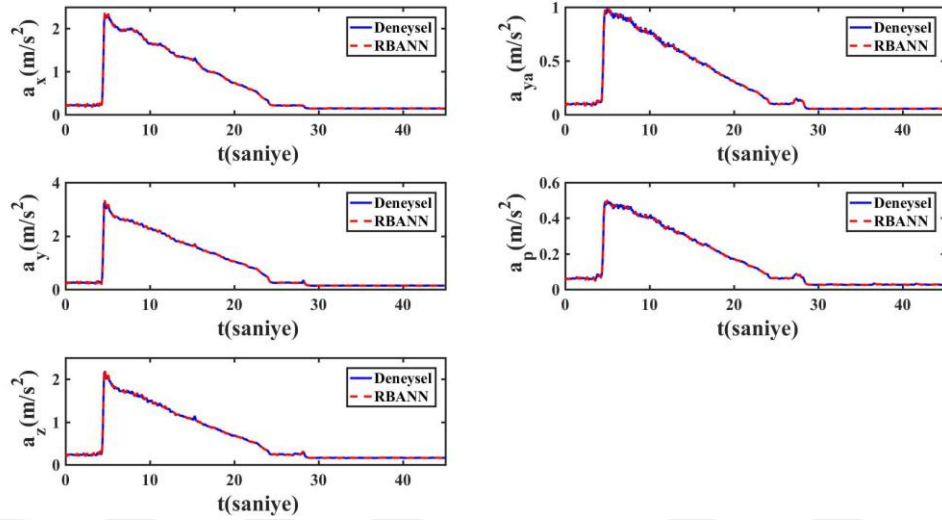 a_x(m/s^2)
2
1
0
Deneysel
RBANN
0 10 20 30 40
t(saniye)
a_ya(m/s^2)
1
0.5
0
Deneysel
RBANN
0 10 20 30 40
t(saniye)
a_y(m/s^2)
4
2
0
Deneysel
RBANN
0 10 20 30 40
t(saniye)
a_p(m/s^2)
0.6
0.4
0.2
0
Deneysel
RBANN
0 10 20 30 40
t(saniye)
a_z(m/s^2)
2
1
0
Deneysel
RBANN
0 10 20 30 40
t(saniye)